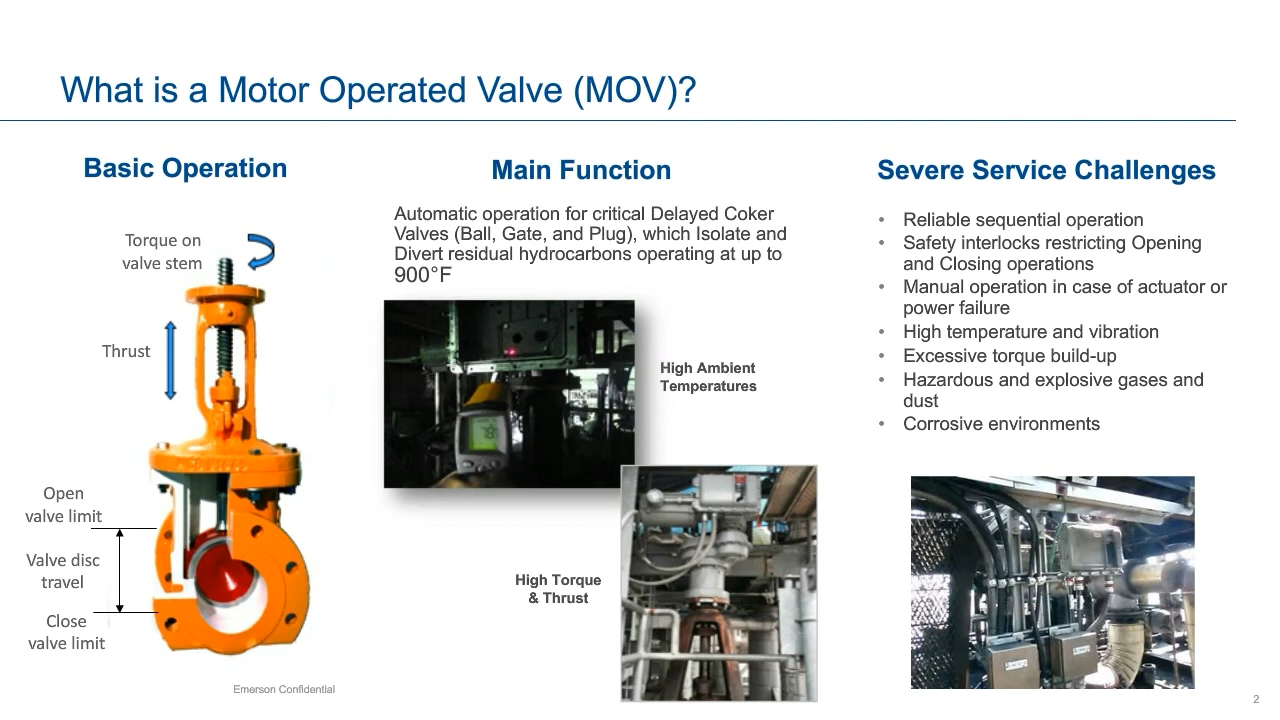 What is a Motor Operated Valve (MOV)?
Basic Operation
Torque on
valve stem
Thrust
Open
valve limit
Valve disc
travel
Close
valve limit
Main Function
Automatic operation for critical Delayed Coker
Valves (Ball, Gate, and Plug), which Isolate and
Divert residual hydrocarbons operating at up to
900°F
High Ambient
Temperatures
High Torque
& Thrust
Severe Service Challenges
• Reliable sequential operation
• Safety interlocks restricting Opening
and Closing operations
• Manual operation in case of actuator or
power failure
• High temperature and vibration
• Excessive torque build-up
• Hazardous and explosive gases and
dust
• Corrosive environments
Emerson Confidential
2